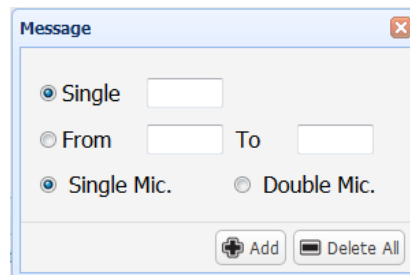 Message
Single
From To
Single Mic. Double Mic.
Add Delete All